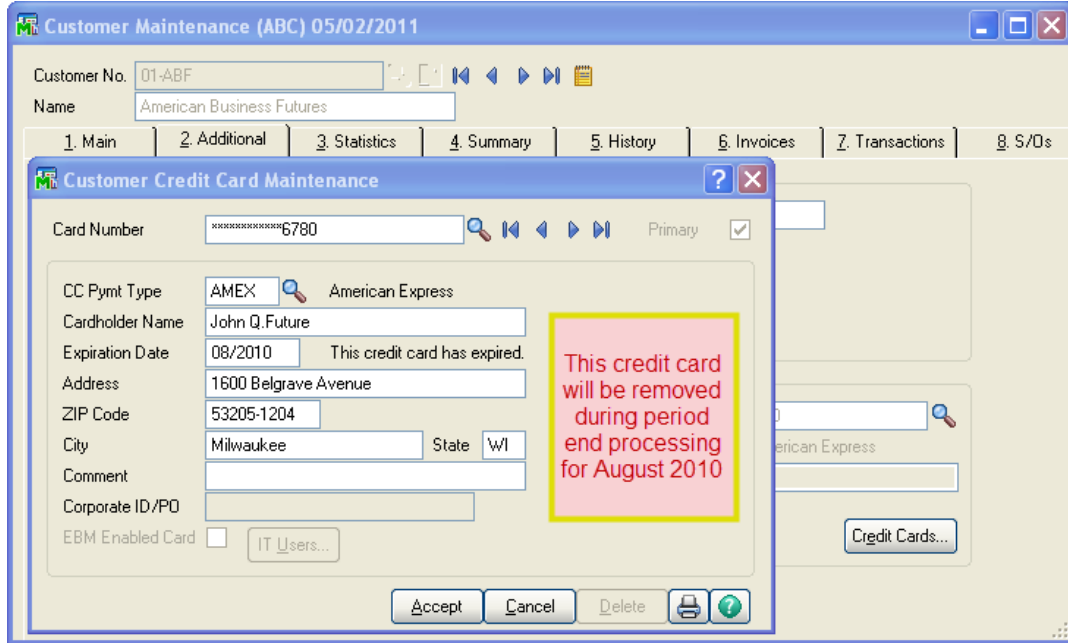 Customer Maintenance (ABC) 05/02/2011
Customer No. 01-ABF
Name American Business Futures
1. Main 2. Additional 3. Statistics 4. Summary 5. History 6. Invoices 7. Transactions 8. S/Os
Customer Credit Card Maintenance
Card Number ************6780 Primary
CC Pymt Type AMEX American Express
Cardholder Name John Q.Future
Expiration Date 08/2010 This credit card has expired.
Address 1600 Belgrave Avenue
ZIP Code 53205-1204
City Milwaukee State WI
Comment
Corporate ID/PO
EBM Enabled Card IT Users...
Accept Cancel Delete
This credit card
will be removed
during period
end processing
for August 2010
erican Express
Credit Cards...